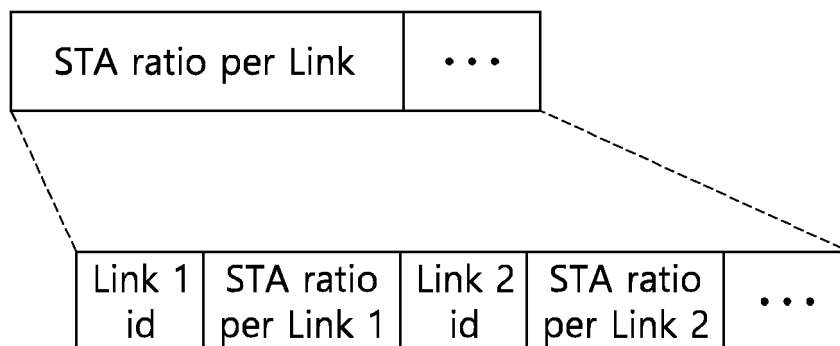 STA ratio per Link ···
Link 1 STA ratio Link 2 STA ratio ···
id per Link 1 id per Link 2